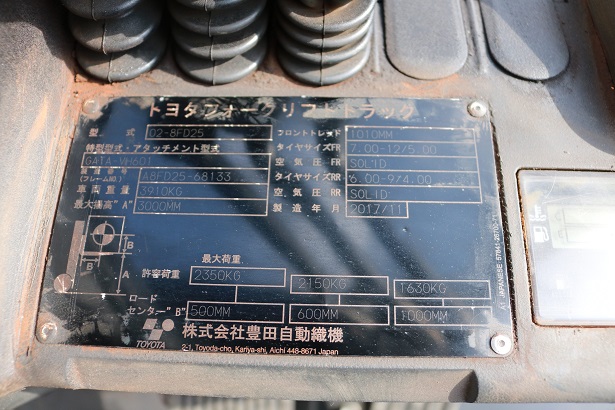 トヨタフォークリフトトラック
型式 02-8FD25 フロントトレッド 1010MM
特型型式・アタッチメント型式 タイヤサイズFR 7.00-12/5.00
GATA-VH601 空気圧FR SOLID
製造番号 (フレームNO.) A8FD25-68133 タイヤサイズRR 6.00-9/4.00
車両重量 3910KG 空気圧RR SOLID
最大揚高"A" 3000MM 製造年月 2017/11
B
B A
最大荷重
許容荷重 2350KG 2150KG 1630KG
ロード
センター"B" 500MM 600MM 1000MM
TOYOTA 株式会社豊田自動織機
2-1, Toyoda-cho, Kariya-shi, Aichi 448-8671 Japan